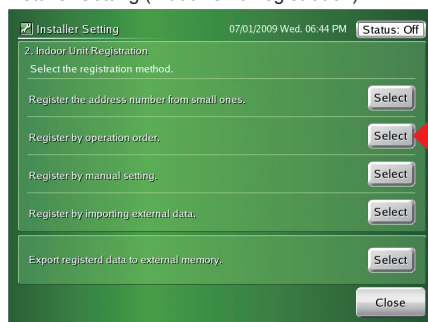 Installer Setting
07/01/2009 Wed. 06:44 PM
Status: Off
2. Indoor Unit Registration
Select the registration method.
Register the address number from small ones.
Select
Register by operation order.
Select
Register by manual setting.
Select
Register by importing external data.
Select
Export registerd data to external memory.
Select
Close